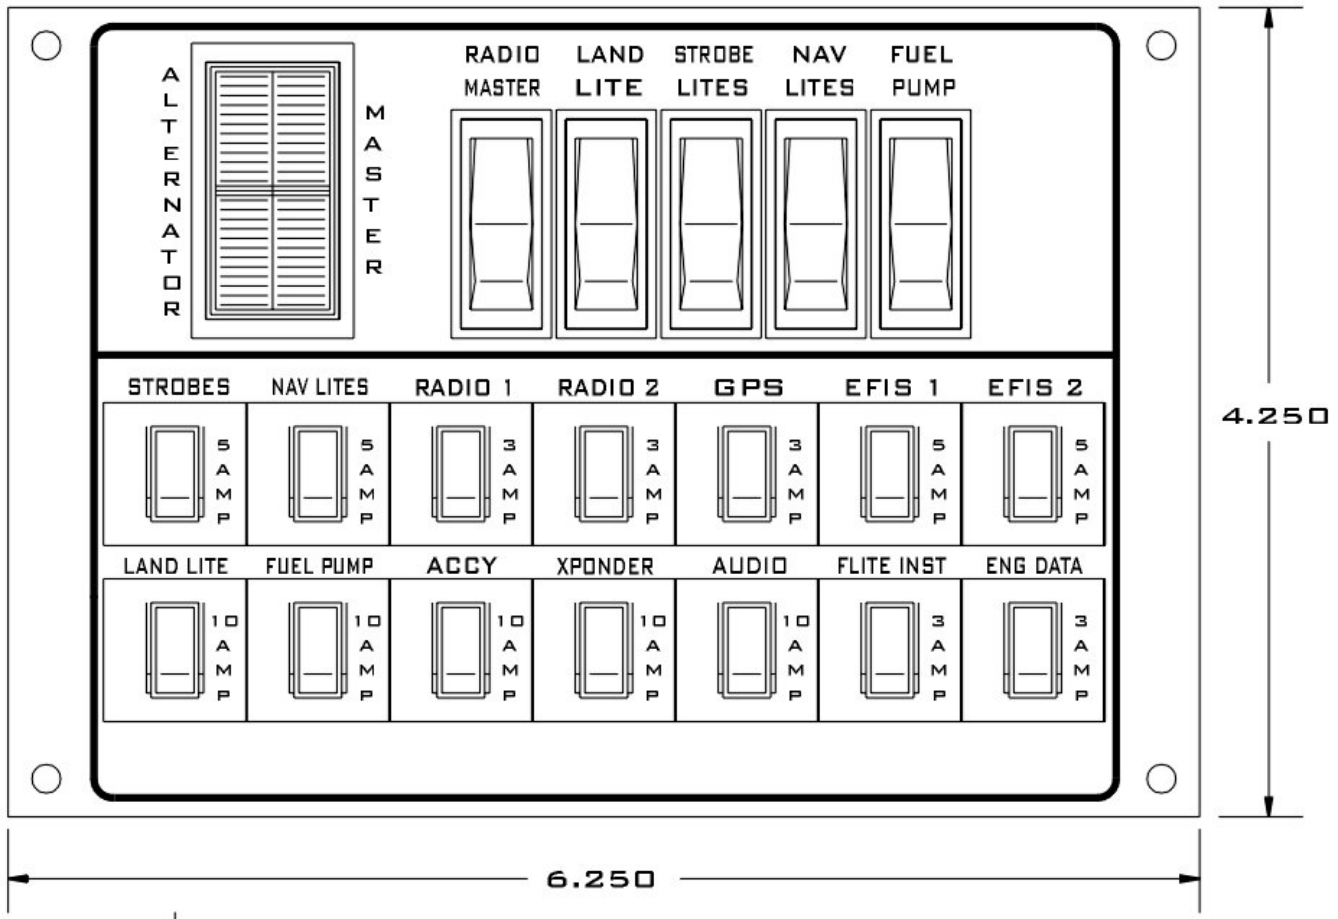 ALTERNATOR
MASTER
RADIO MASTER
LAND LITE
STROBE LITES
NAV LITES
FUEL PUMP
STROBES
5 AMP
NAV LITES
5 AMP
RADIO 1
3 AMP
RADIO 2
3 AMP
GPS
3 AMP
EFIS 1
5 AMP
EFIS 2
5 AMP
LAND LITE
10 AMP
FUEL PUMP
10 AMP
ACCY
10 AMP
XPONDER
10 AMP
AUDIO
10 AMP
FLITE INST
3 AMP
ENG DATA
3 AMP
4.250
6.250